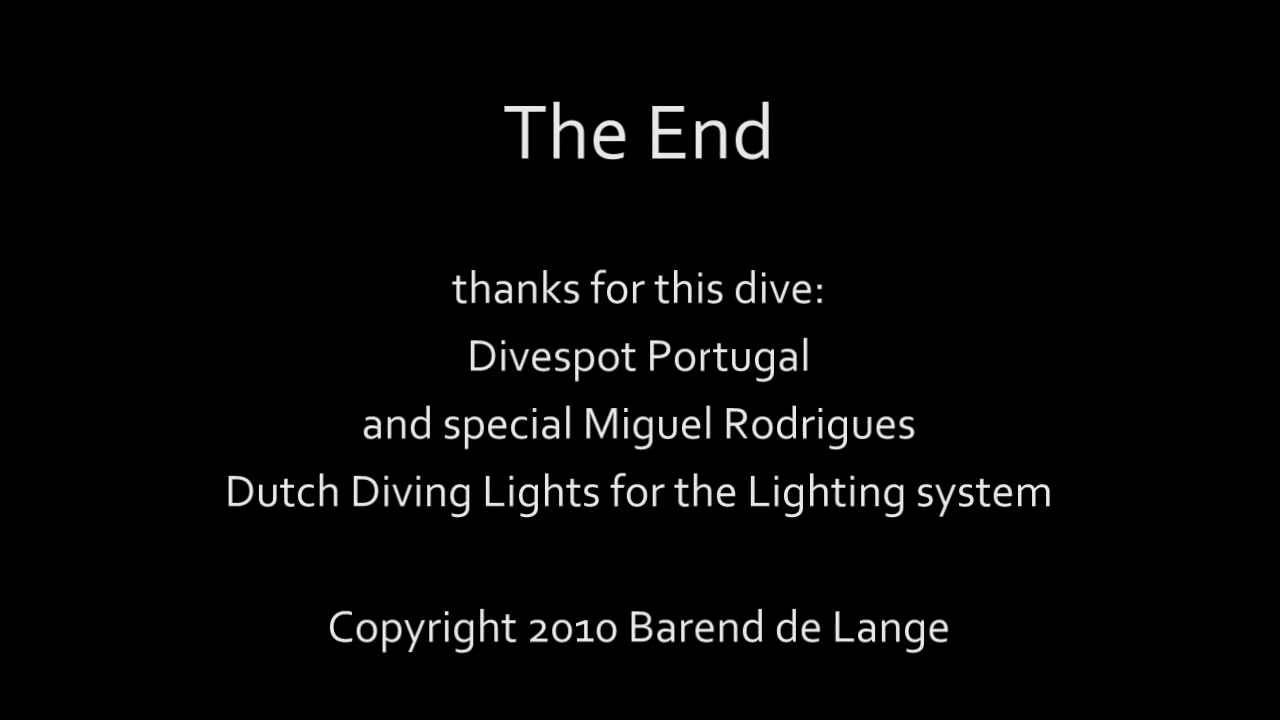 The End
thanks for this dive:
Divespot Portugal
and special Miguel Rodrigues
Dutch Diving Lights for the Lighting system
Copyright 2010 Barend de Lange